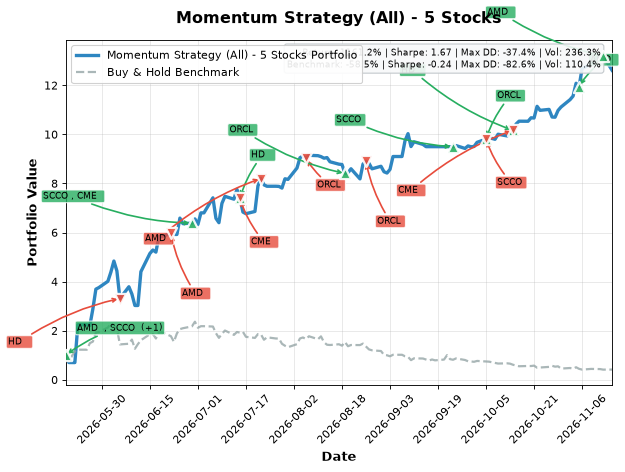 Momentum Strategy (All) - 5 Stocks
AMD
Momentum Strategy (All) - 5 Stocks Portfolio
Buy & Hold Benchmark
.2% | Sharpe: 1.67 | Max DD: -37.4% | Vol: 236.3%
5% | Sharpe: -0.24 | Max DD: -82.6% | Vol: 110.4%
ORCL
SCCO
ORCL
HD
SCCO , CME
ORCL
CME
SCCO
ORCL
AMD
CME
AMD
AMD , SCCO (+1)
HD
Portfolio Value
0
2
4
6
8
10
12
2026-05-30
2026-06-15
2026-07-01
2026-07-17
2026-08-02
2026-08-18
2026-09-03
2026-09-19
2026-10-05
2026-10-21
2026-11-06
Date